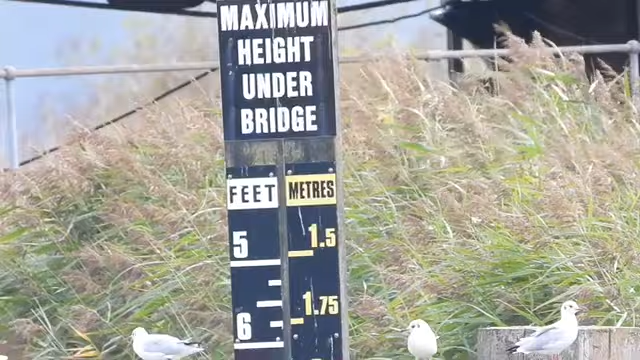 MAXIMUM
HEIGHT
UNDER
BRIDGE
FEET METRES
5 1.5
1.75
6